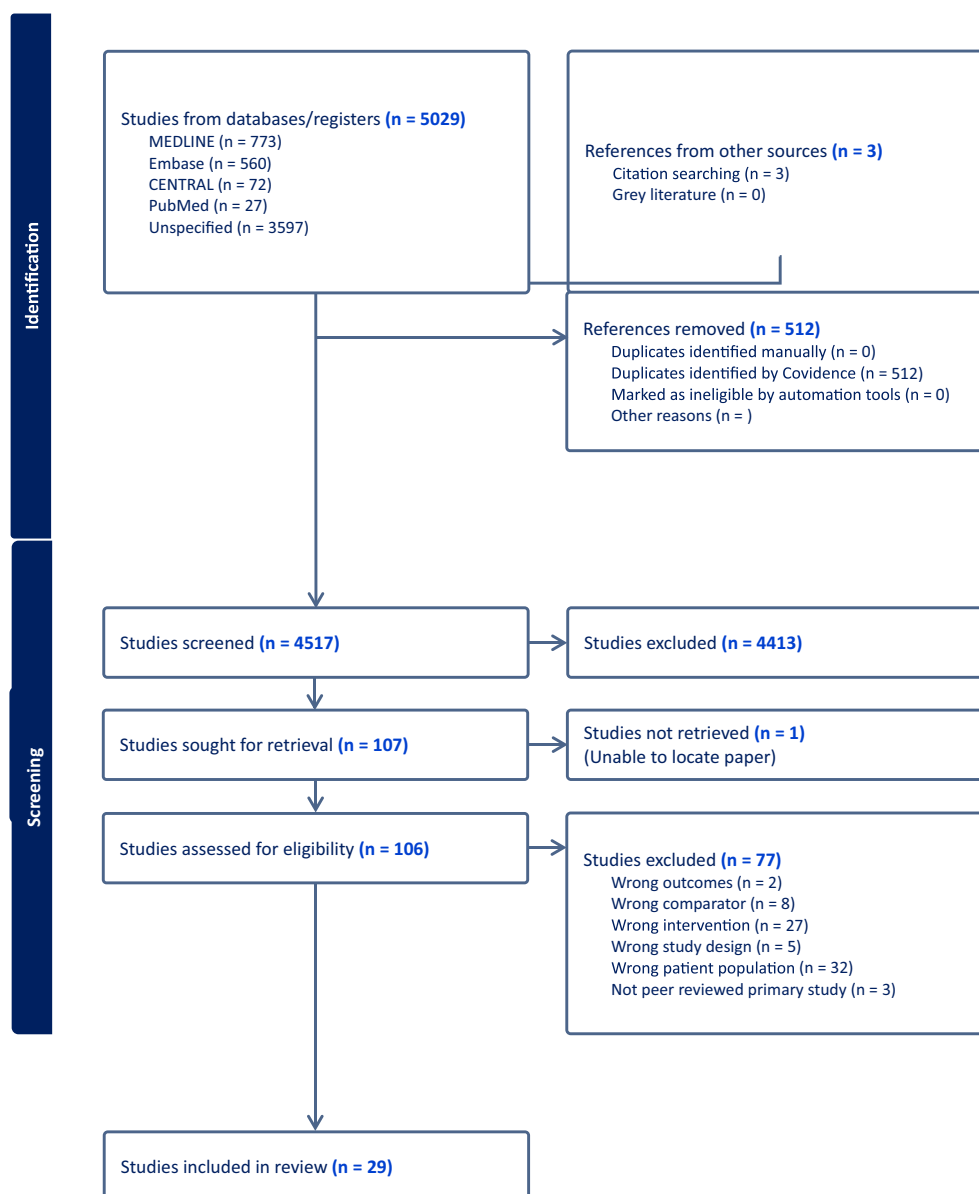 Identification
Studies from databases/registers (n = 5029)
MEDLINE (n = 773)
Embase (n = 560)
CENTRAL (n = 72)
PubMed (n = 27)
Unspecified (n = 3597)
References from other sources (n = 3)
Citation searching (n = 3)
Grey literature (n = 0)
References removed (n = 512)
Duplicates identified manually (n = 0)
Duplicates identified by Covidence (n = 512)
Marked as ineligible by automation tools (n = 0)
Other reasons (n = )
Screening
Studies screened (n = 4517)
Studies excluded (n = 4413)
Studies sought for retrieval (n = 107)
Studies not retrieved (n = 1)
(Unable to locate paper)
Studies assessed for eligibility (n = 106)
Studies excluded (n = 77)
Wrong outcomes (n = 2)
Wrong comparator (n = 8)
Wrong intervention (n = 27)
Wrong study design (n = 5)
Wrong patient population (n = 32)
Not peer reviewed primary study (n = 3)
Studies included in review (n = 29)